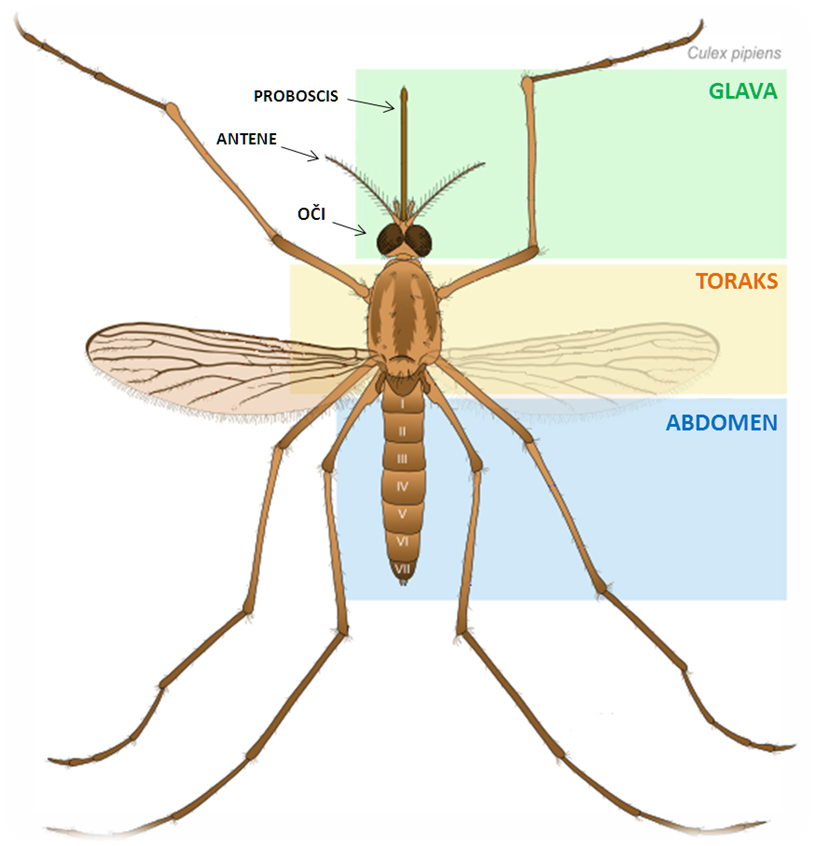 Culex pipiens
GLAVA
PROBOSCIS
ANTENE
OČI
TORAKS
ABDOMEN
I
II
III
IV
V
VI
VII